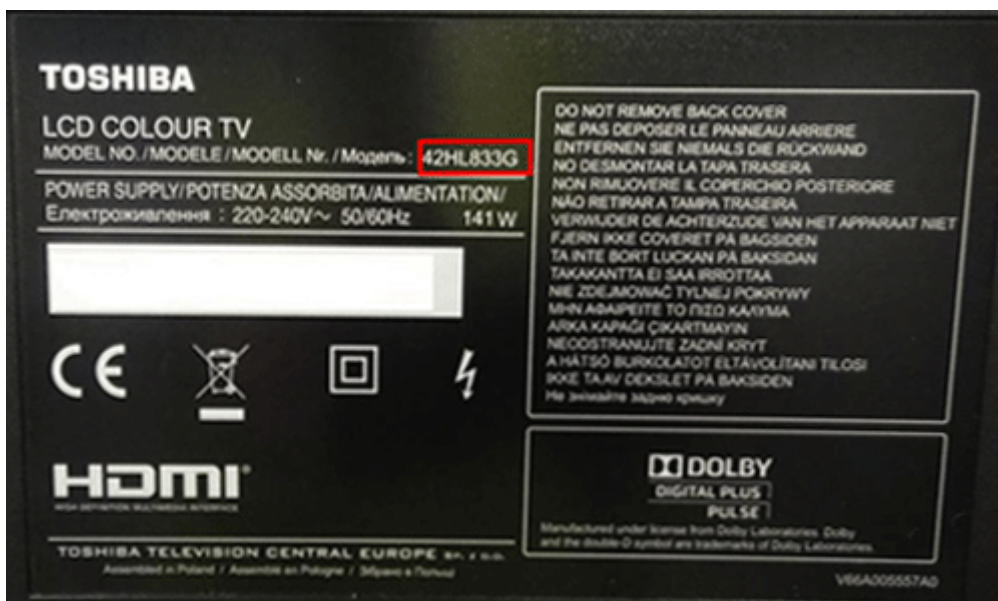 TOSHIBA
LCD COLOUR TV
MODEL NO./MODELE/MODELL Nr./Модель: 42HL833G
POWER SUPPLY/POTENZA ASSORBITA/ALIMENTATION/
Електроживлення : 220-240V~ 50/60Hz 141 W
CE
HDMI
HIGH DEFINITION MULTIMEDIA INTERFACE
TOSHIBA TELEVISION CENTRAL EUROPE sp. z o.o.
Assembled in Poland / Assemblé en Pologne / Зібрано в Польщі
DO NOT REMOVE BACK COVER
NE PAS DEPOSER LE PANNEAU ARRIERE
ENTFERNEN SIE NIEMALS DIE RÜCKWAND
NO DESMONTAR LA TAPA TRASERA
NON RIMUOVERE IL COPERCHIO POSTERIORE
NÃO RETIRAR A TAMPA TRASEIRA
VERWIJDER DE ACHTERZIJDE VAN HET APPARAAT NIET
FJERN IKKE COVERET PÅ BAGSIDEN
TA INTE BORT LUCKAN PÅ BAKSIDAN
TAKAKANTTA EI SAA IRROTTAA
NIE ZDEJMOWAĆ TYLNEJ POKRYWY
ΜΗΝ ΑΦΑΙΡΕΙΤΕ ΤΟ ΠΙΣΩ ΚΑΛΥΜΑ
ARKA KAPAĞI ÇIKARTMAYIN
NEODSTRANUJTE ZADNÍ KRYT
A HÁTSÓ BURKOLATOT ELTÁVOLÍTANI TILOS!
IKKE TA AV DEKSLET PÅ BAKSIDEN
Не знімайте задню кришку
DOLBY
DIGITAL PLUS
PULSE
Manufactured under license from Dolby Laboratories. Dolby
and the double-D symbol are trademarks of Dolby Laboratories.
V66A005557A0